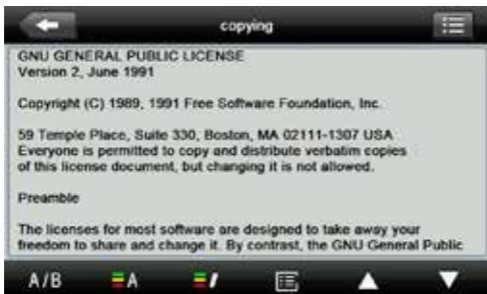 copying
GNU GENERAL PUBLIC LICENSE
Version 2, June 1991
Copyright (C) 1989, 1991 Free Software Foundation, Inc.
59 Temple Place, Suite 330, Boston, MA 02111-1307 USA
Everyone is permitted to copy and distribute verbatim copies
of this license document, but changing it is not allowed.
Preamble
The licenses for most software are designed to take away your
freedom to share and change it. By contrast, the GNU General Public
A/B A